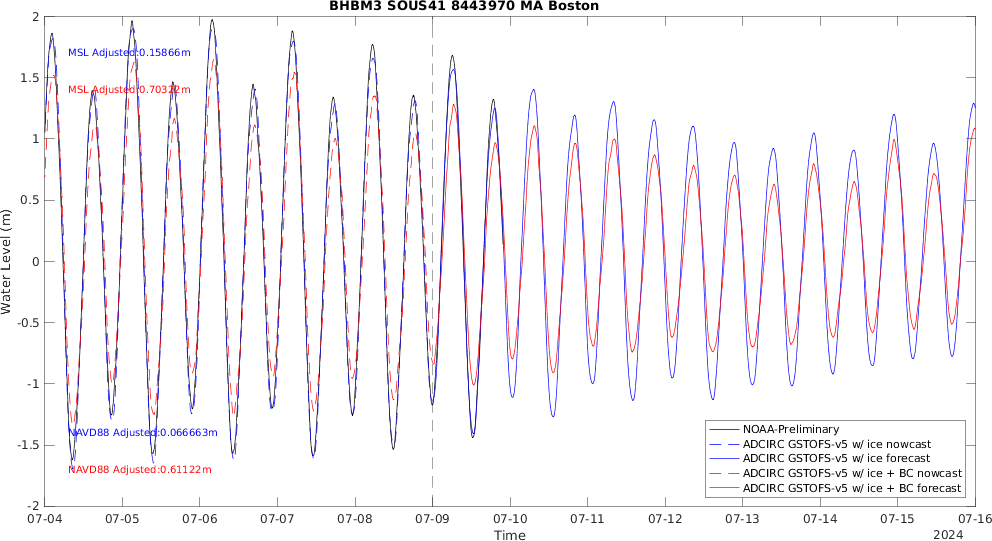 BHBM3 SOUS41 8443970 MA Boston
2
1.5
1
0.5
0
-0.5
-1
-1.5
-2
Water Level (m)
MSL Adjusted:0.15866m
MSL Adjusted:0.70322m
NAVD88 Adjusted:0.066663m
NAVD88 Adjusted:0.61122m
NOAA-Preliminary
ADCIRC GSTOFS-v5 w/ ice nowcast
ADCIRC GSTOFS-v5 w/ ice forecast
ADCIRC GSTOFS-v5 w/ ice + BC nowcast
ADCIRC GSTOFS-v5 w/ ice + BC forecast
07-04 07-05 07-06 07-07 07-08 07-09 07-10 07-11 07-12 07-13 07-14 07-15 07-16
Time
2024